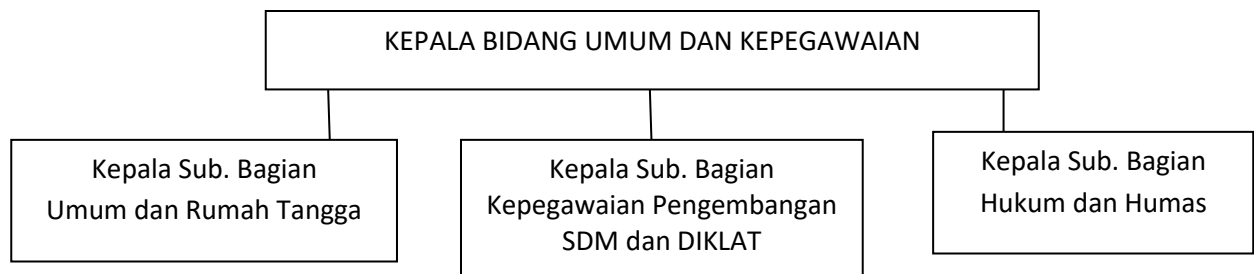 KEPALA BIDANG UMUM DAN KEPEGAWAIAN
Kepala Sub. Bagian
Umum dan Rumah Tangga
Kepala Sub. Bagian
Kepegawaian Pengembangan
SDM dan DIKLAT
Kepala Sub. Bagian
Hukum dan Humas